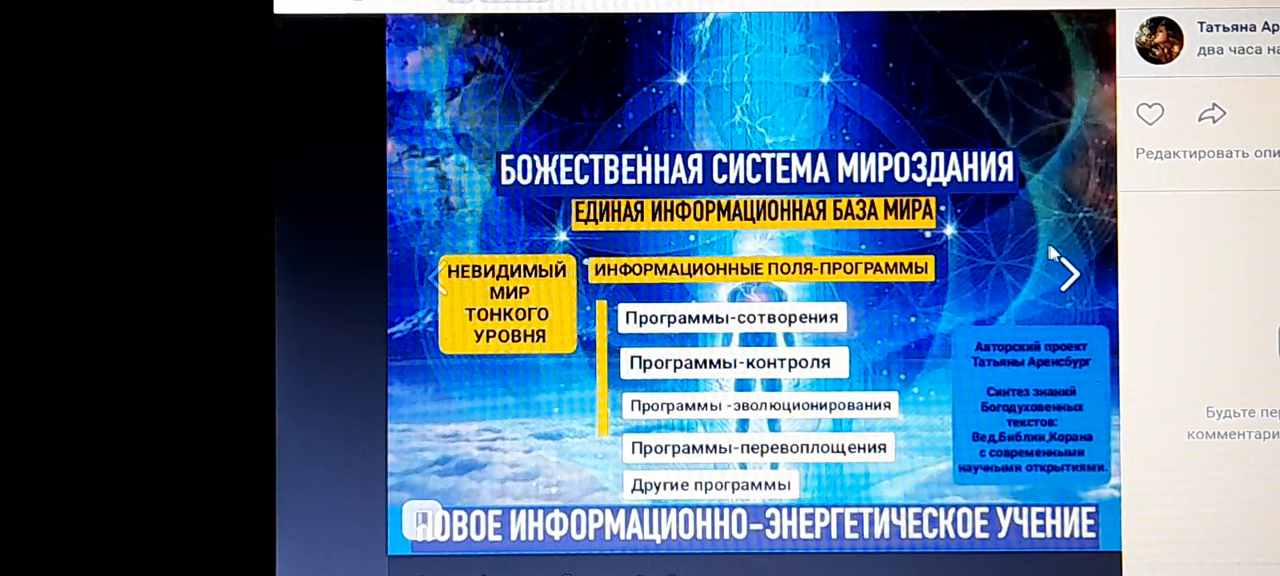 Татьяна Ар
два часа на
Редактировать опи
БОЖЕСТВЕННАЯ СИСТЕМА МИРОЗДАНИЯ
ЕДИНАЯ ИНФОРМАЦИОННАЯ БАЗА МИРА
НЕВИДИМЫЙ
МИР
ТОНКОГО
УРОВНЯ
ИНФОРМАЦИОННЫЕ ПОЛЯ-ПРОГРАММЫ
Программы-сотворения
Программы-контроля
Программы -эволюционирования
Программы-перевоплощения
Другие программы
Авторский проект
Татьяны Аренсбург
Синтез знаний
Богодуховенных
текстов:
Вед,Библии,Корана
с современными
научными открытиями.
НОВОЕ ИНФОРМАЦИОННО-ЭНЕРГЕТИЧЕСКОЕ УЧЕНИЕ
Будьте пер
комментари